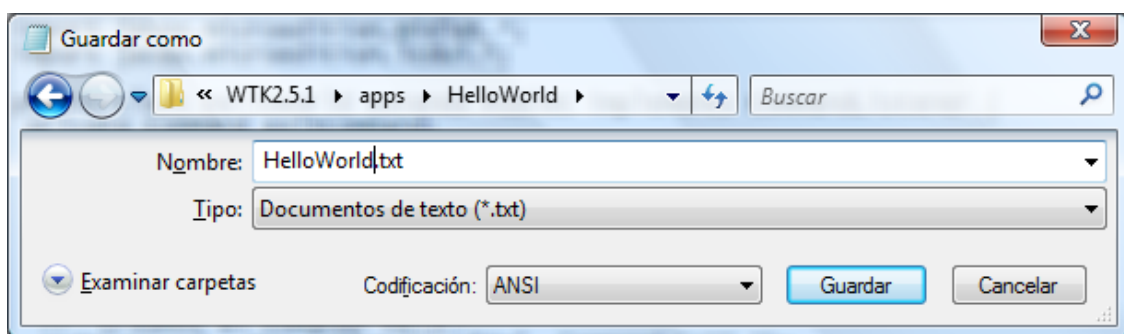 Guardar como
« WTK2.5.1 ▸ apps ▸ HelloWorld ▸ Buscar
Nombre: HelloWorld.txt
Tipo: Documentos de texto (*.txt)
Examinar carpetas Codificación: ANSI Guardar Cancelar